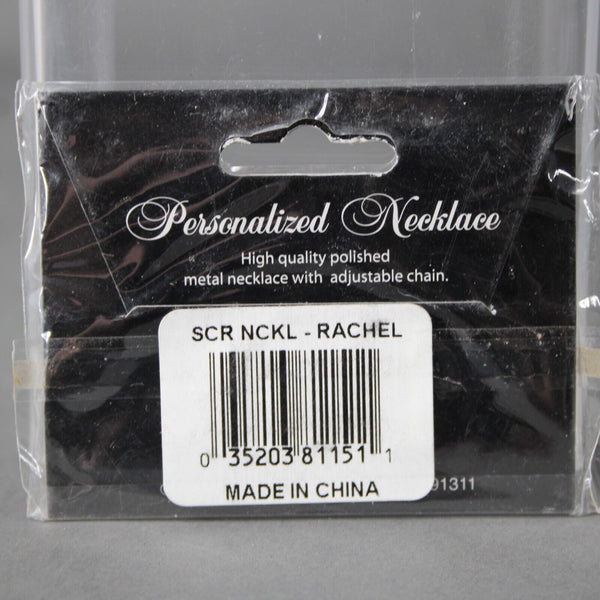 Personalized Necklace
High quality polished
metal necklace with adjustable chain.
SCR NCKL - RACHEL
0 35203 81151 1
MADE IN CHINA
91311